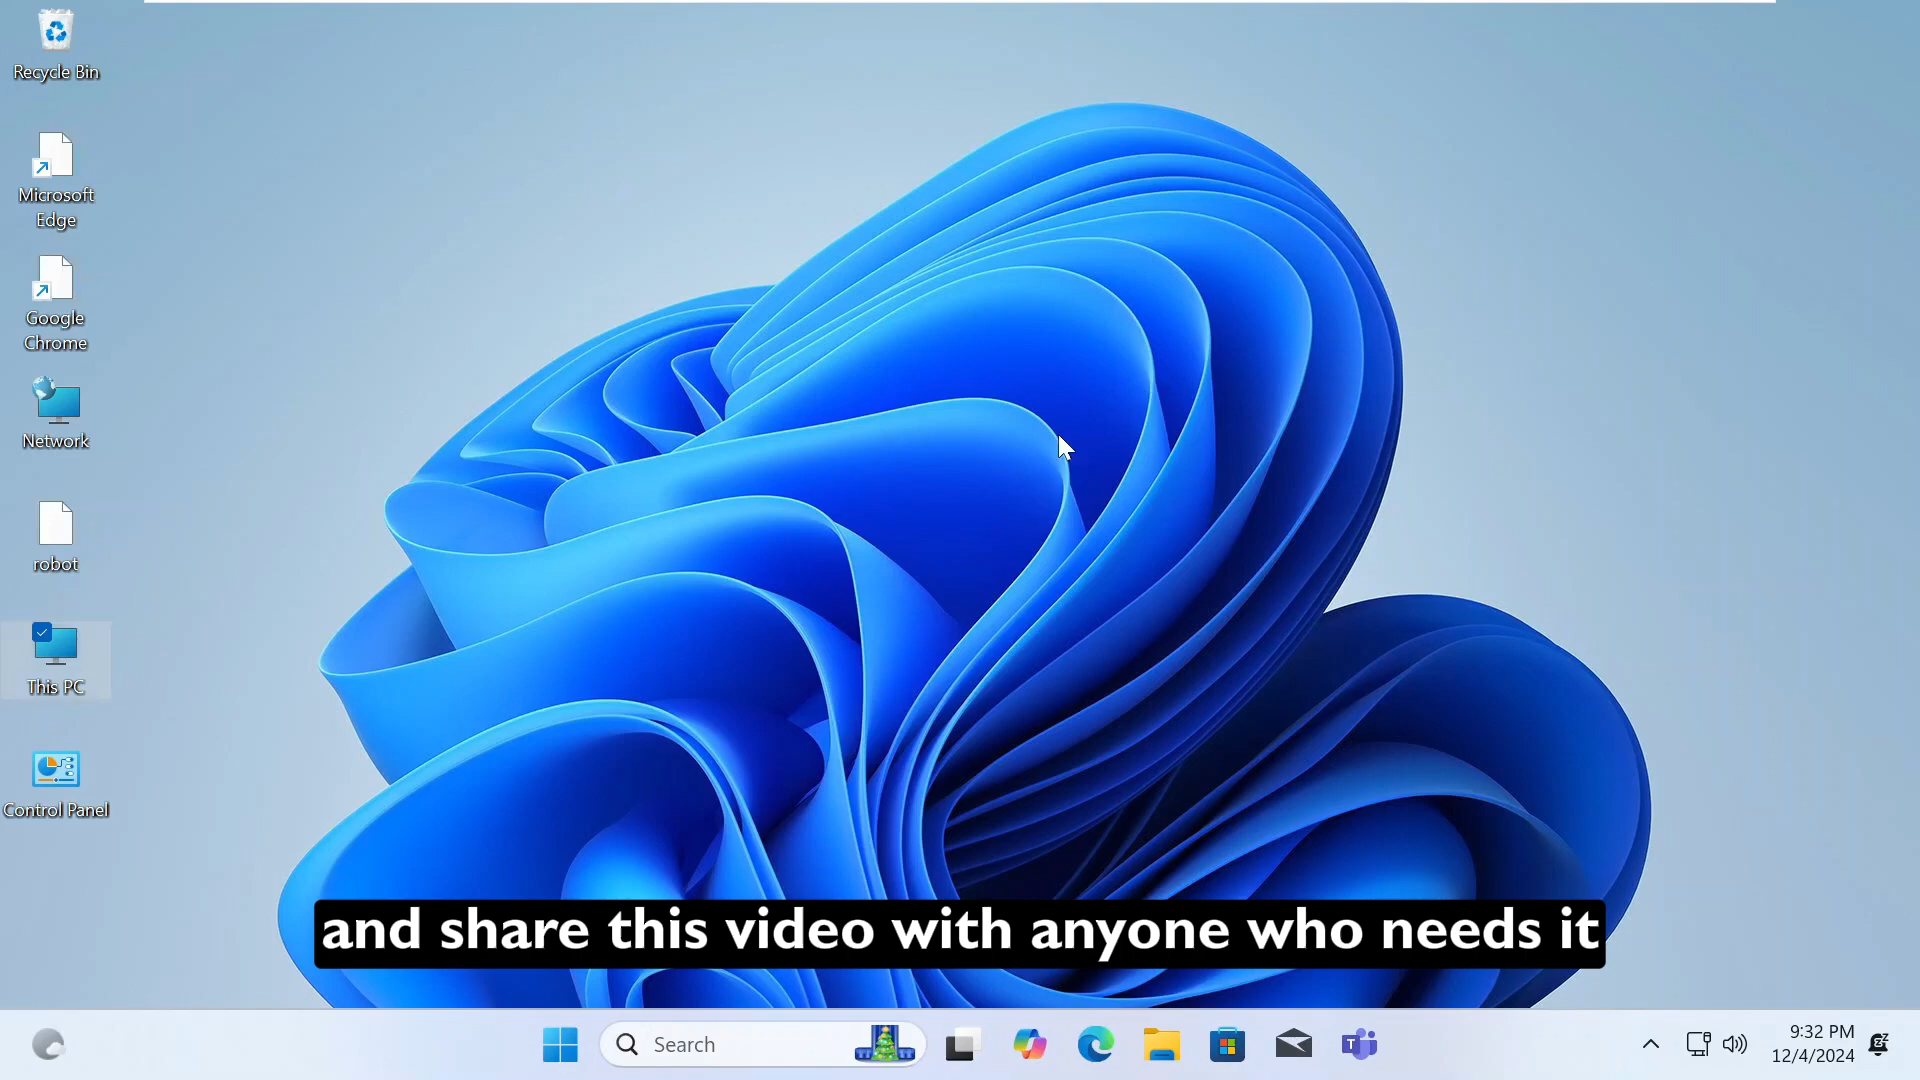 Recycle Bin
Microsoft
Edge
Google
Chrome
Network
robot
This PC
Control Panel
and share this video with anyone who needs it
Search
9:32 PM
12/4/2024